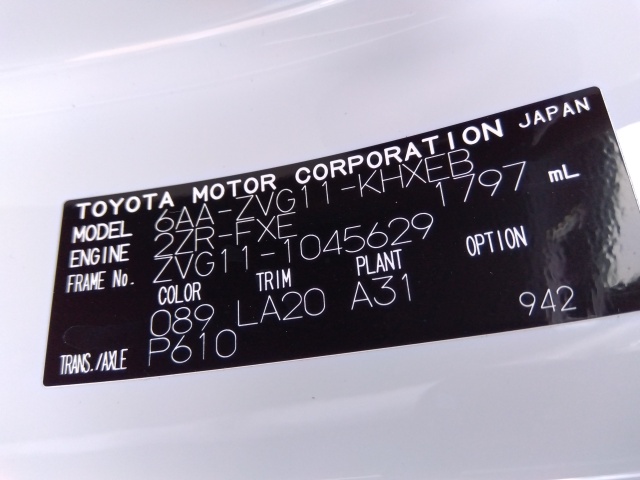 TOYOTA MOTOR CORPORATION JAPAN
MODEL 6AA-ZVG11-KHXEB
ENGINE 2ZR-FXE 1797 mL
FRAME No. ZVG11-1045629
COLOR TRIM PLANT OPTION
089 LA20 A31 942
TRANS./AXLE P610